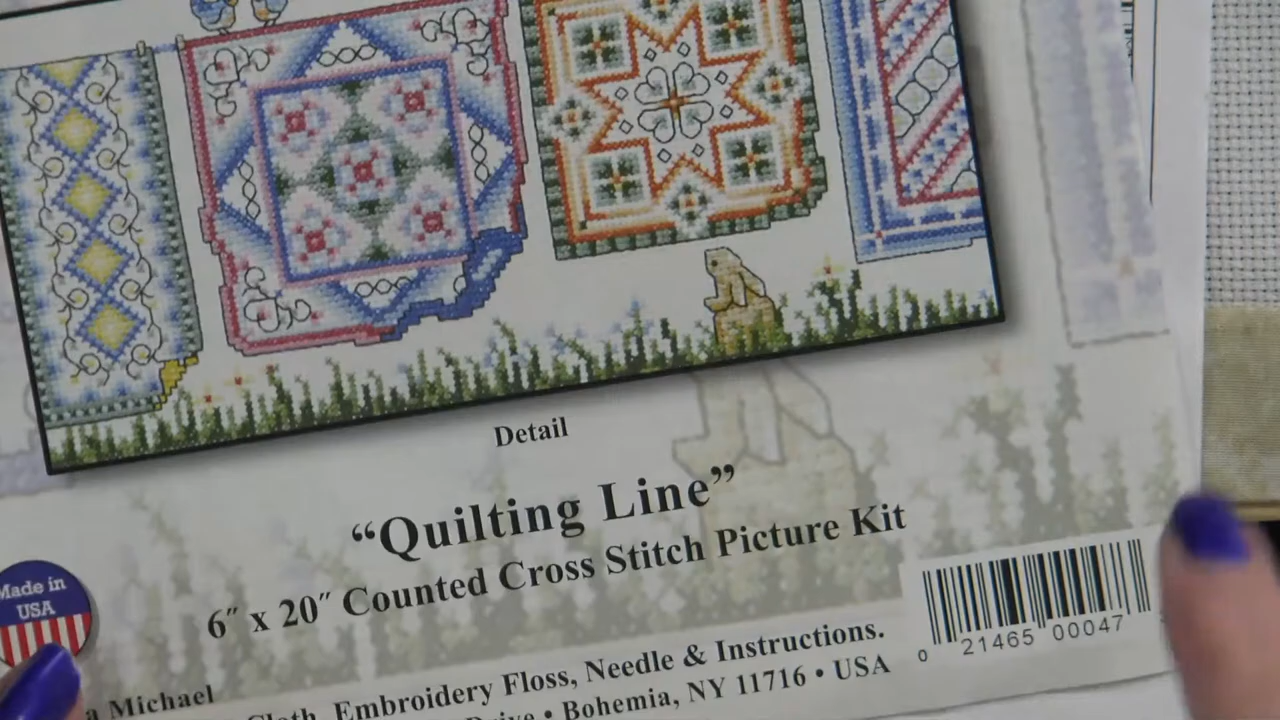 Detail
“Quilting Line”
6″ x 20″ Counted Cross Stitch Picture Kit
Made in
USA
Michael
Embroidery Floss, Needle & Instructions.
Drive • Bohemia, NY 11716 • USA
0 21465 00047